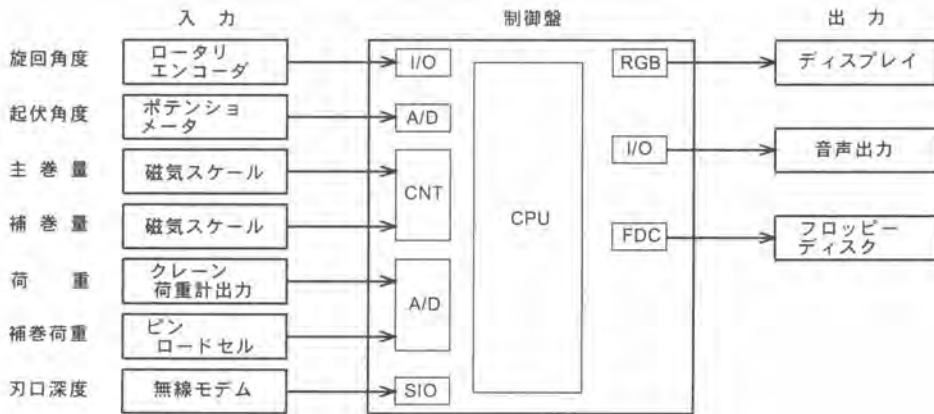 入 力
制御盤
出 力
旋回角度
ロータリ
エンコーダ
I/O
RGB
ディスプレイ
起伏角度
ポテンショ
メータ
A/D
主 巻 量
磁気スケール
CNT
I/O
音声出力
補 巻 量
磁気スケール
CPU
FDC
フロッピー
ディスク
荷 重
クレーン
荷重計出力
A/D
補巻荷重
ピン
ロードセル
刃口深度
無線モデム
SIO